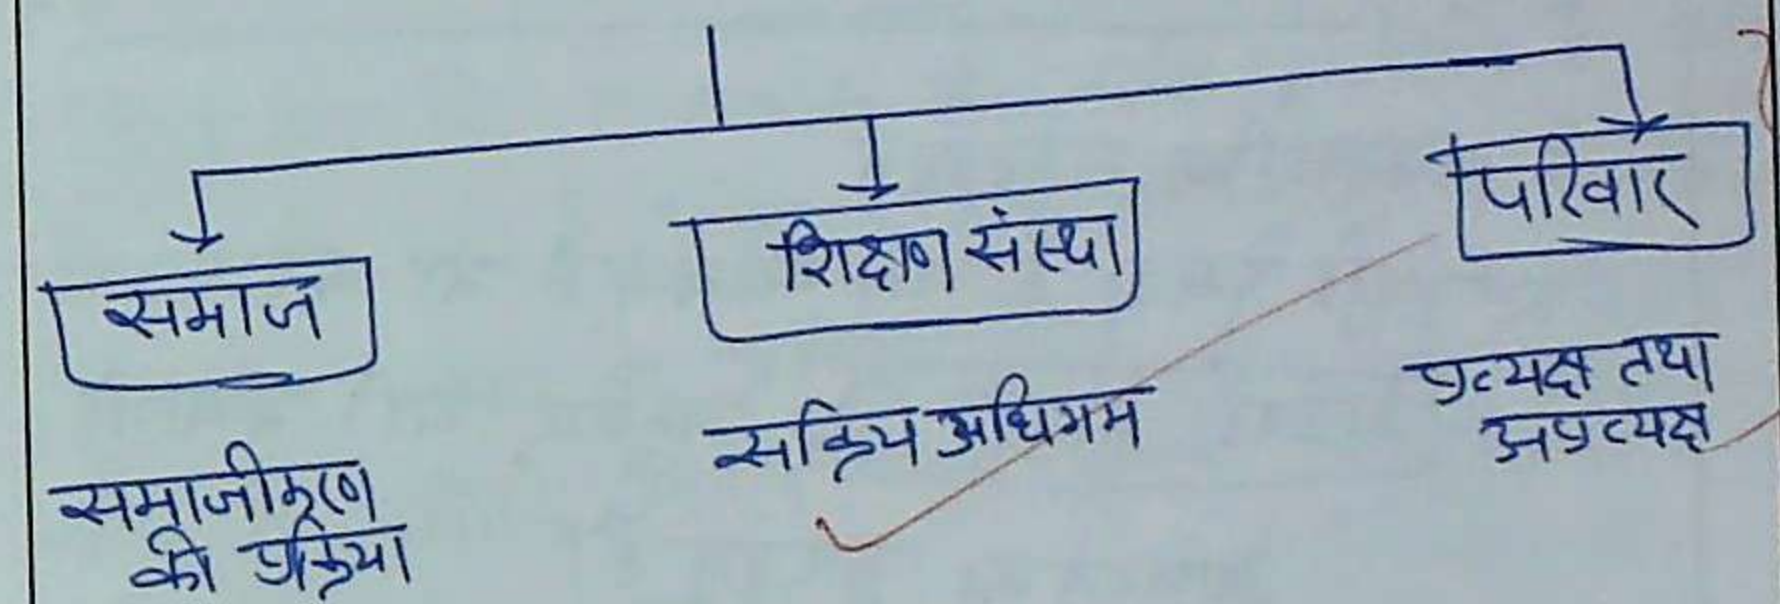 समाज
शिक्षण संस्था
परिवार
समाजीकरण
की प्रक्रिया
सक्रिय अधिगम
प्रत्यक्ष तथा
अप्रत्यक्ष